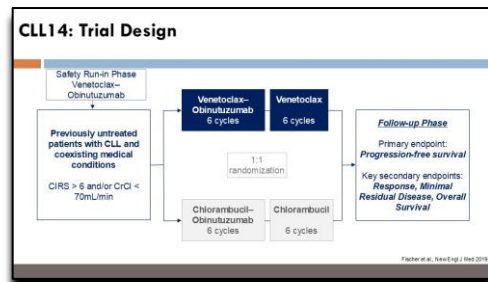 CLL14: Trial Design
Safety Run-in Phase
Venetoclax–
Obinutuzumab
Previously untreated
patients with CLL and
coexisting medical
conditions
CIRS > 6 and/or CrCl <
70mL/min
Venetoclax–
Obinutuzumab
6 cycles
Venetoclax
6 cycles
1:1
randomization
Chlorambucil–
Obinutuzumab
6 cycles
Chlorambucil
6 cycles
Follow-up Phase
Primary endpoint:
Progression-free survival
Key secondary endpoints:
Response, Minimal
Residual Disease, Overall
Survival
Fischer et al., New Engl J Med 2019